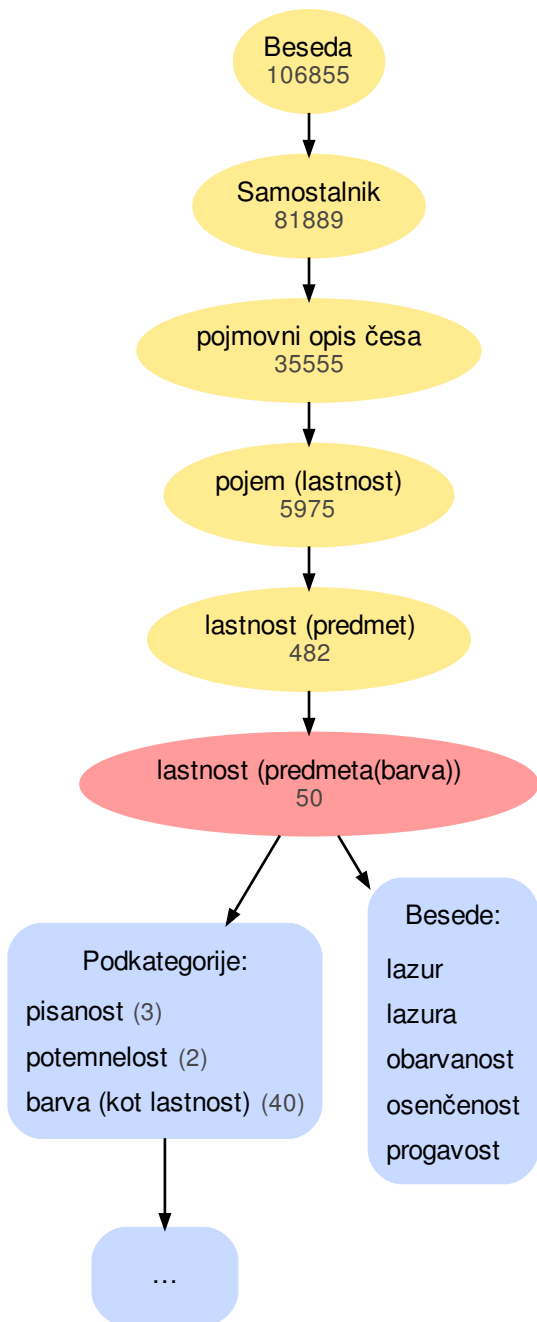 Beseda
106855
Samostalnik
81889
pojmovni opis česa
35555
pojem (lastnost)
5975
lastnost (predmet)
482
lastnost (predmeta(barva))
50
Podkategorije:
pisanost (3)
potemnelost (2)
barva (kot lastnost) (40)
...
Besede:
lazur
lazura
obarvanost
osenčenost
progavost